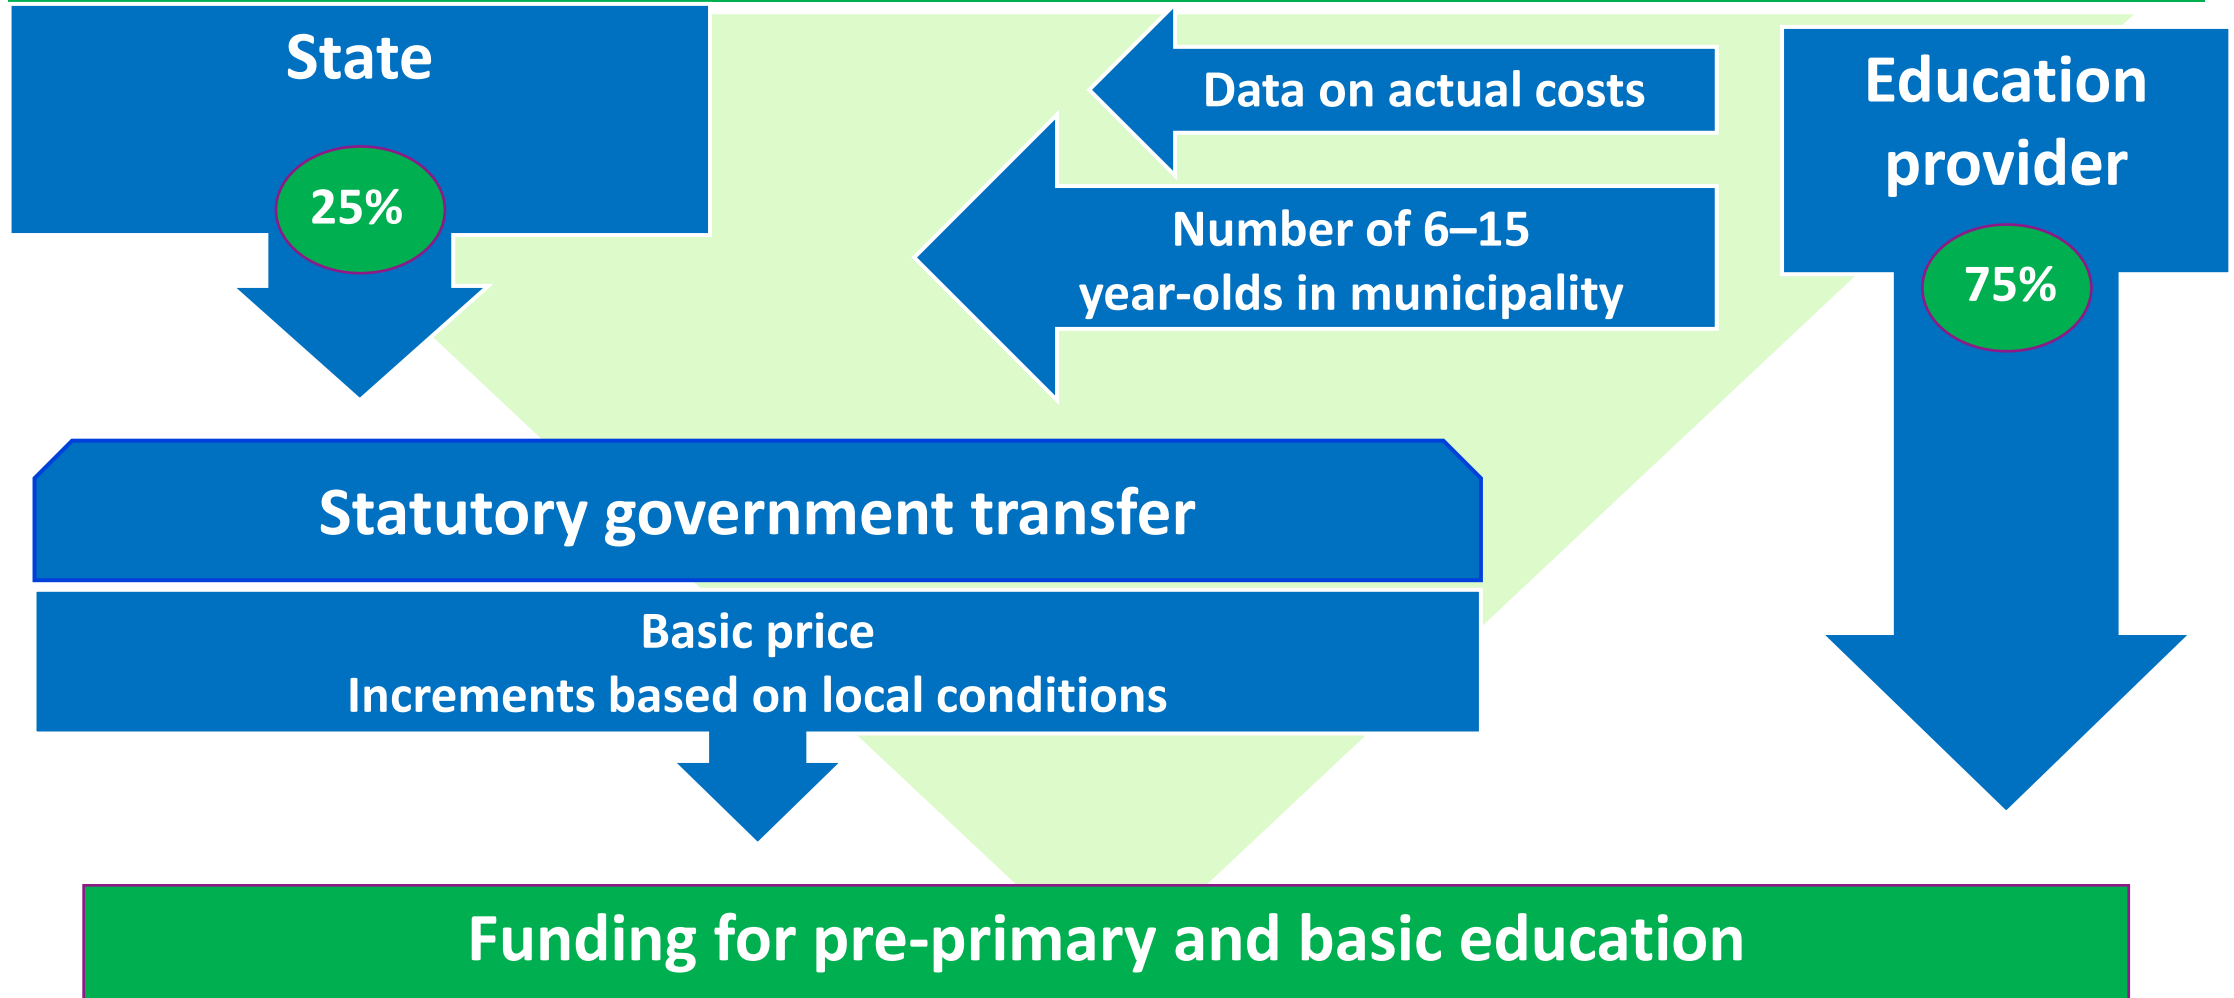 State
25%
Data on actual costs
Number of 6–15
year-olds in municipality
Education
provider
75%
Statutory government transfer
Basic price
Increments based on local conditions
Funding for pre-primary and basic education